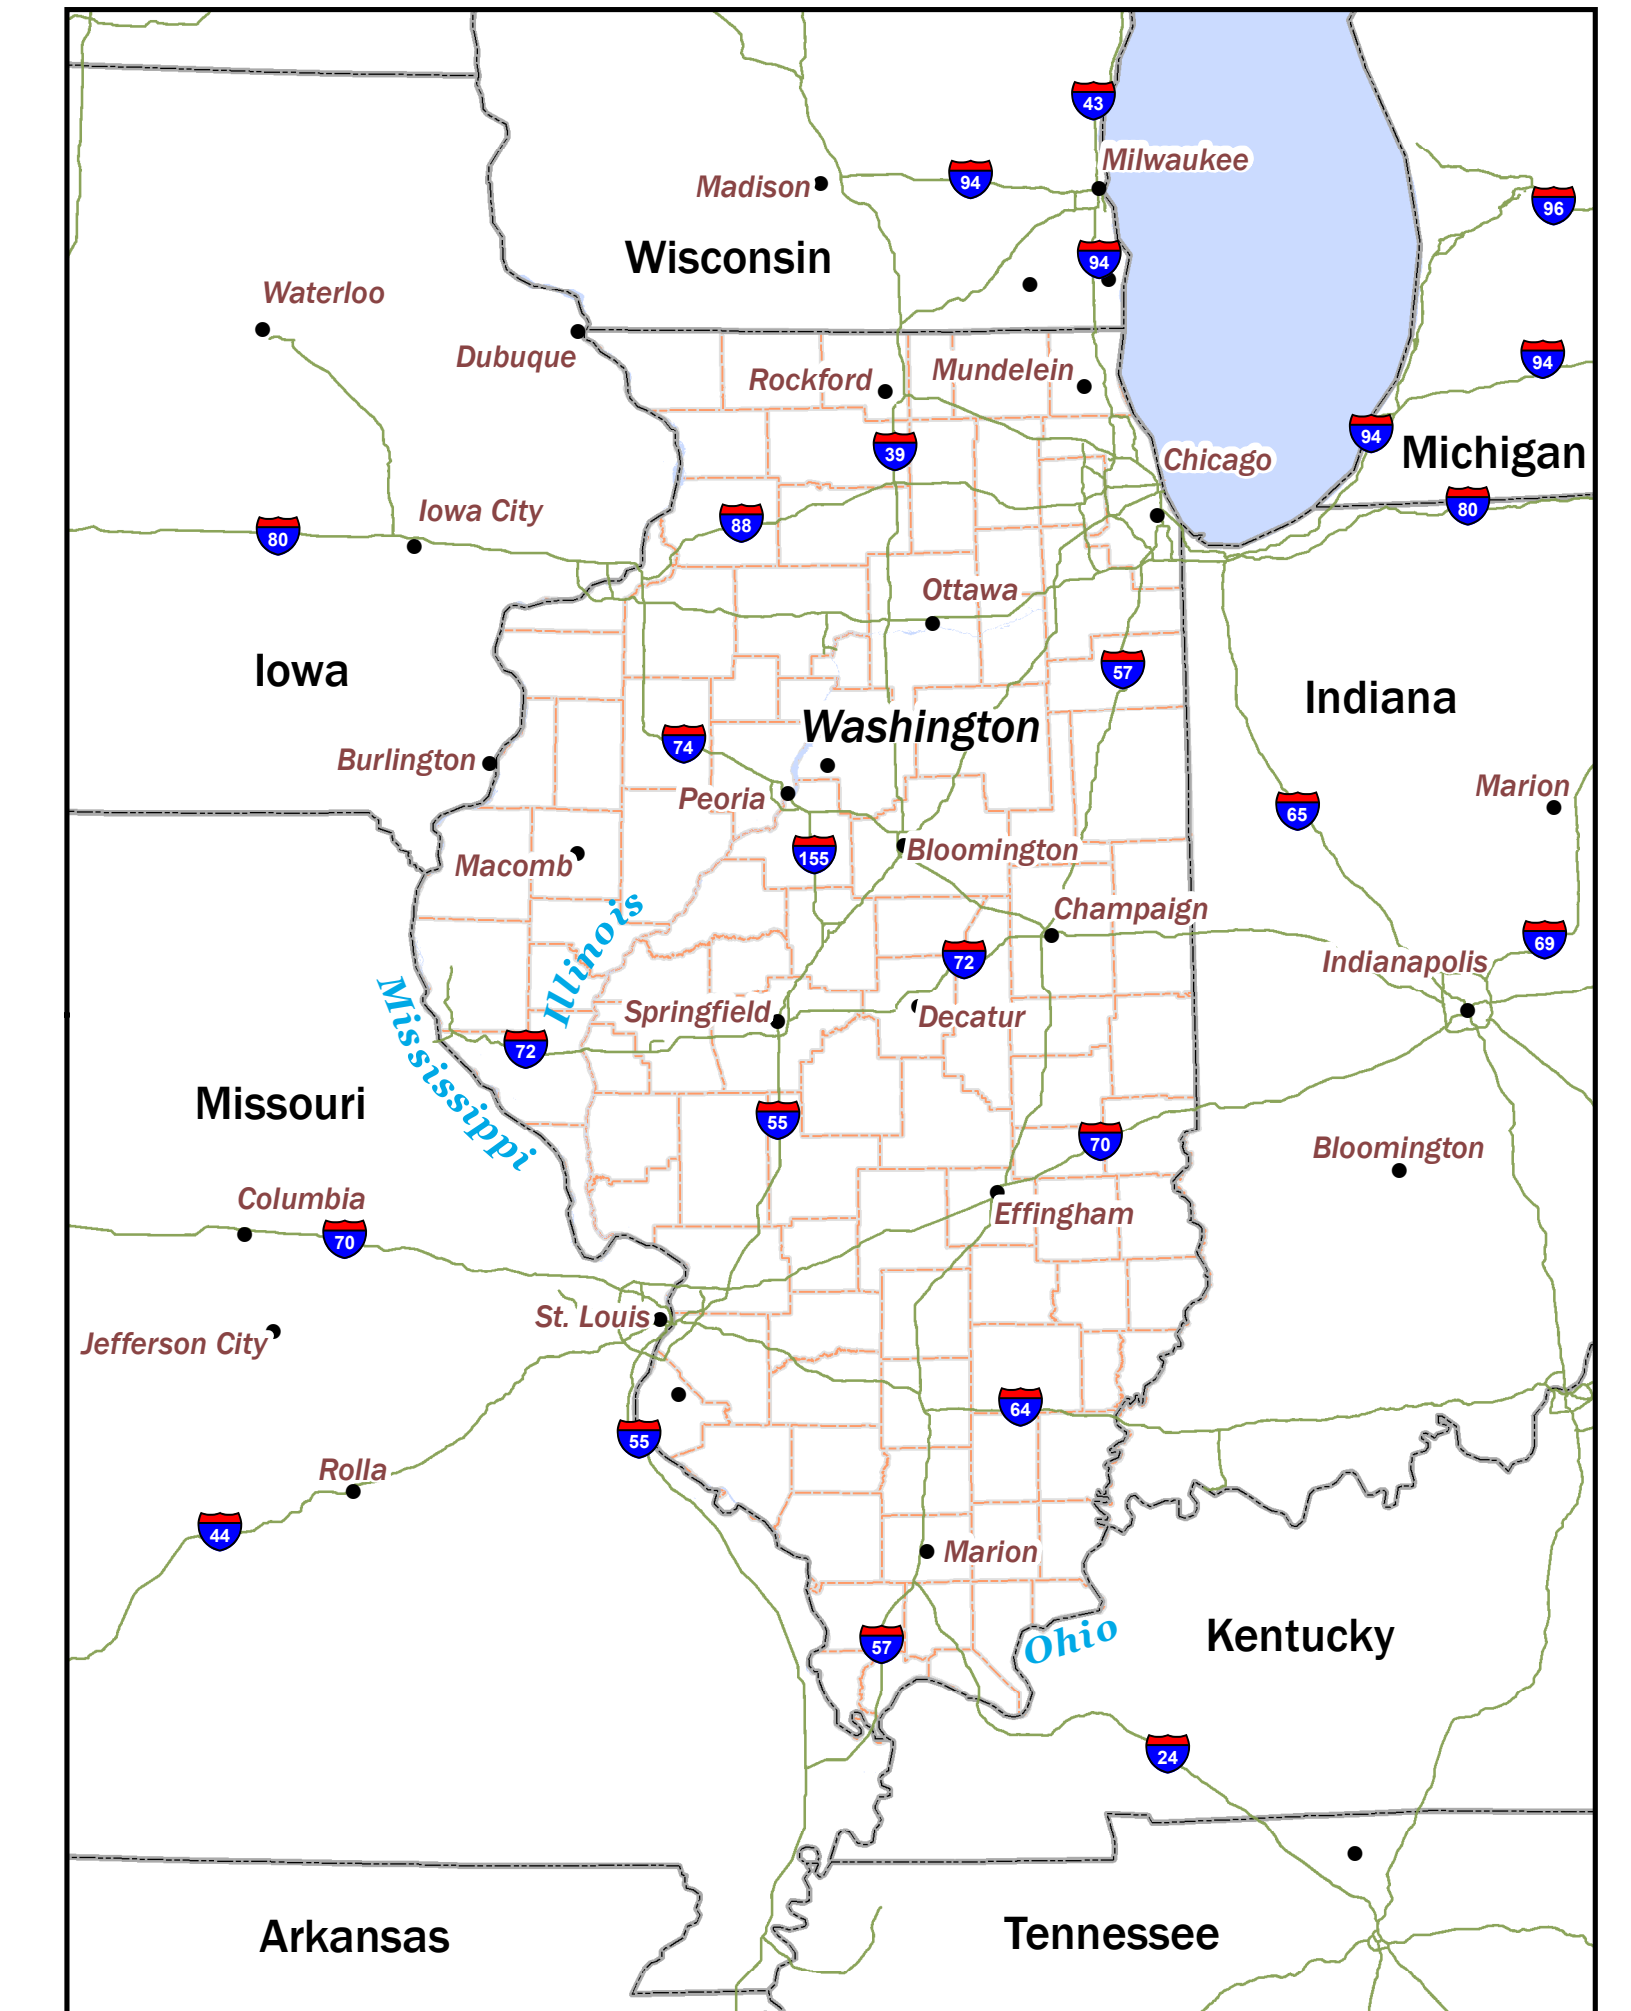 43
Milwaukee
Madison
94
96
Wisconsin
94
Waterloo
Dubuque
94
Rockford
Mundelein
39
94
Michigan
Chicago
Iowa City
88
80
80
Ottawa
Iowa
57
Indiana
Washington
74
Burlington
Peoria
Marion
65
155
Bloomington
Macomb
Champaign
Illinois
72
69
Indianapolis
Mississippi
Springfield
Decatur
72
Missouri
55
70
Bloomington
Columbia
Effingham
70
St. Louis
Jefferson City
64
55
Rolla
44
Marion
57
Ohio
Kentucky
24
Arkansas
Tennessee